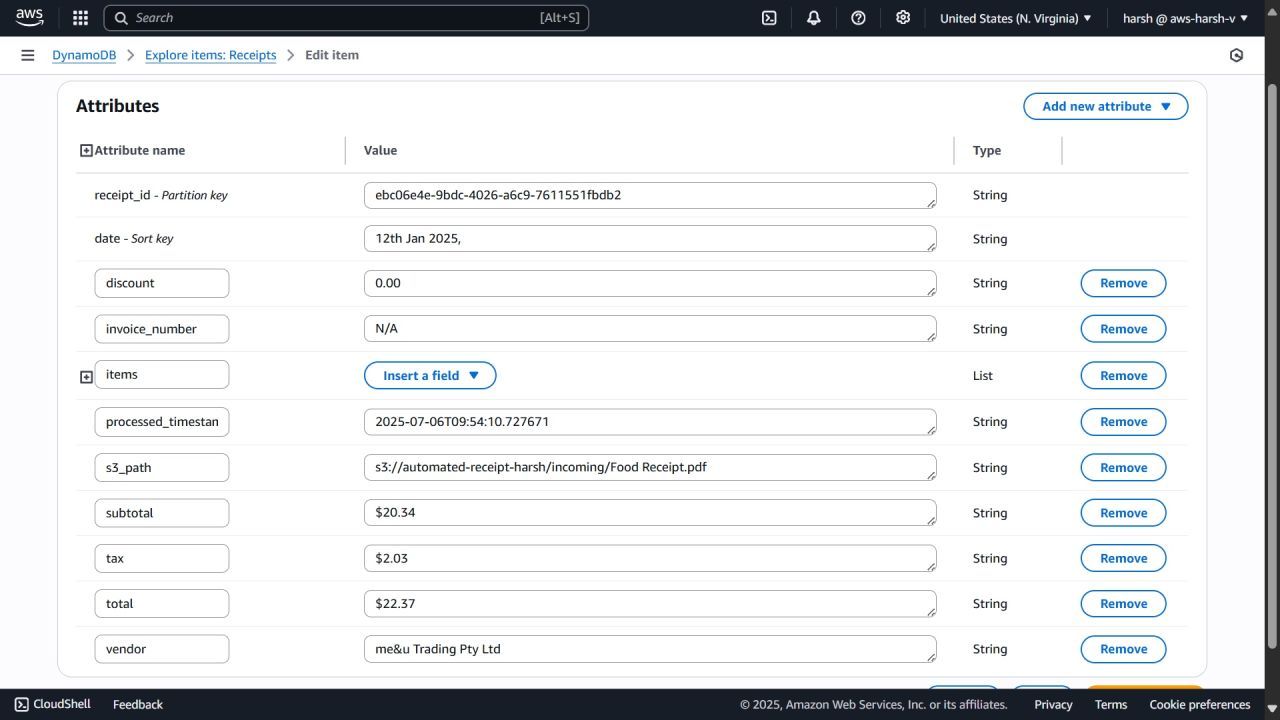 aws
Search [Alt+S]
United States (N. Virginia) ▼
harsh @ aws-harsh-v ▼
DynamoDB > Explore items: Receipts > Edit item
Attributes
Add new attribute ▼
Attribute name Value Type
receipt_id - Partition key ebc06e4e-9bdc-4026-a6c9-7611551fbdb2 String
date - Sort key 12th Jan 2025, String
discount 0.00 String Remove
invoice_number N/A String Remove
items Insert a field ▼ List Remove
processed_timestan 2025-07-06T09:54:10.727671 String Remove
s3_path s3://automated-receipt-harsh/incoming/Food Receipt.pdf String Remove
subtotal $20.34 String Remove
tax $2.03 String Remove
total $22.37 String Remove
vendor me&u Trading Pty Ltd String Remove
CloudShell Feedback © 2025, Amazon Web Services, Inc. or its affiliates. Privacy Terms Cookie preferences